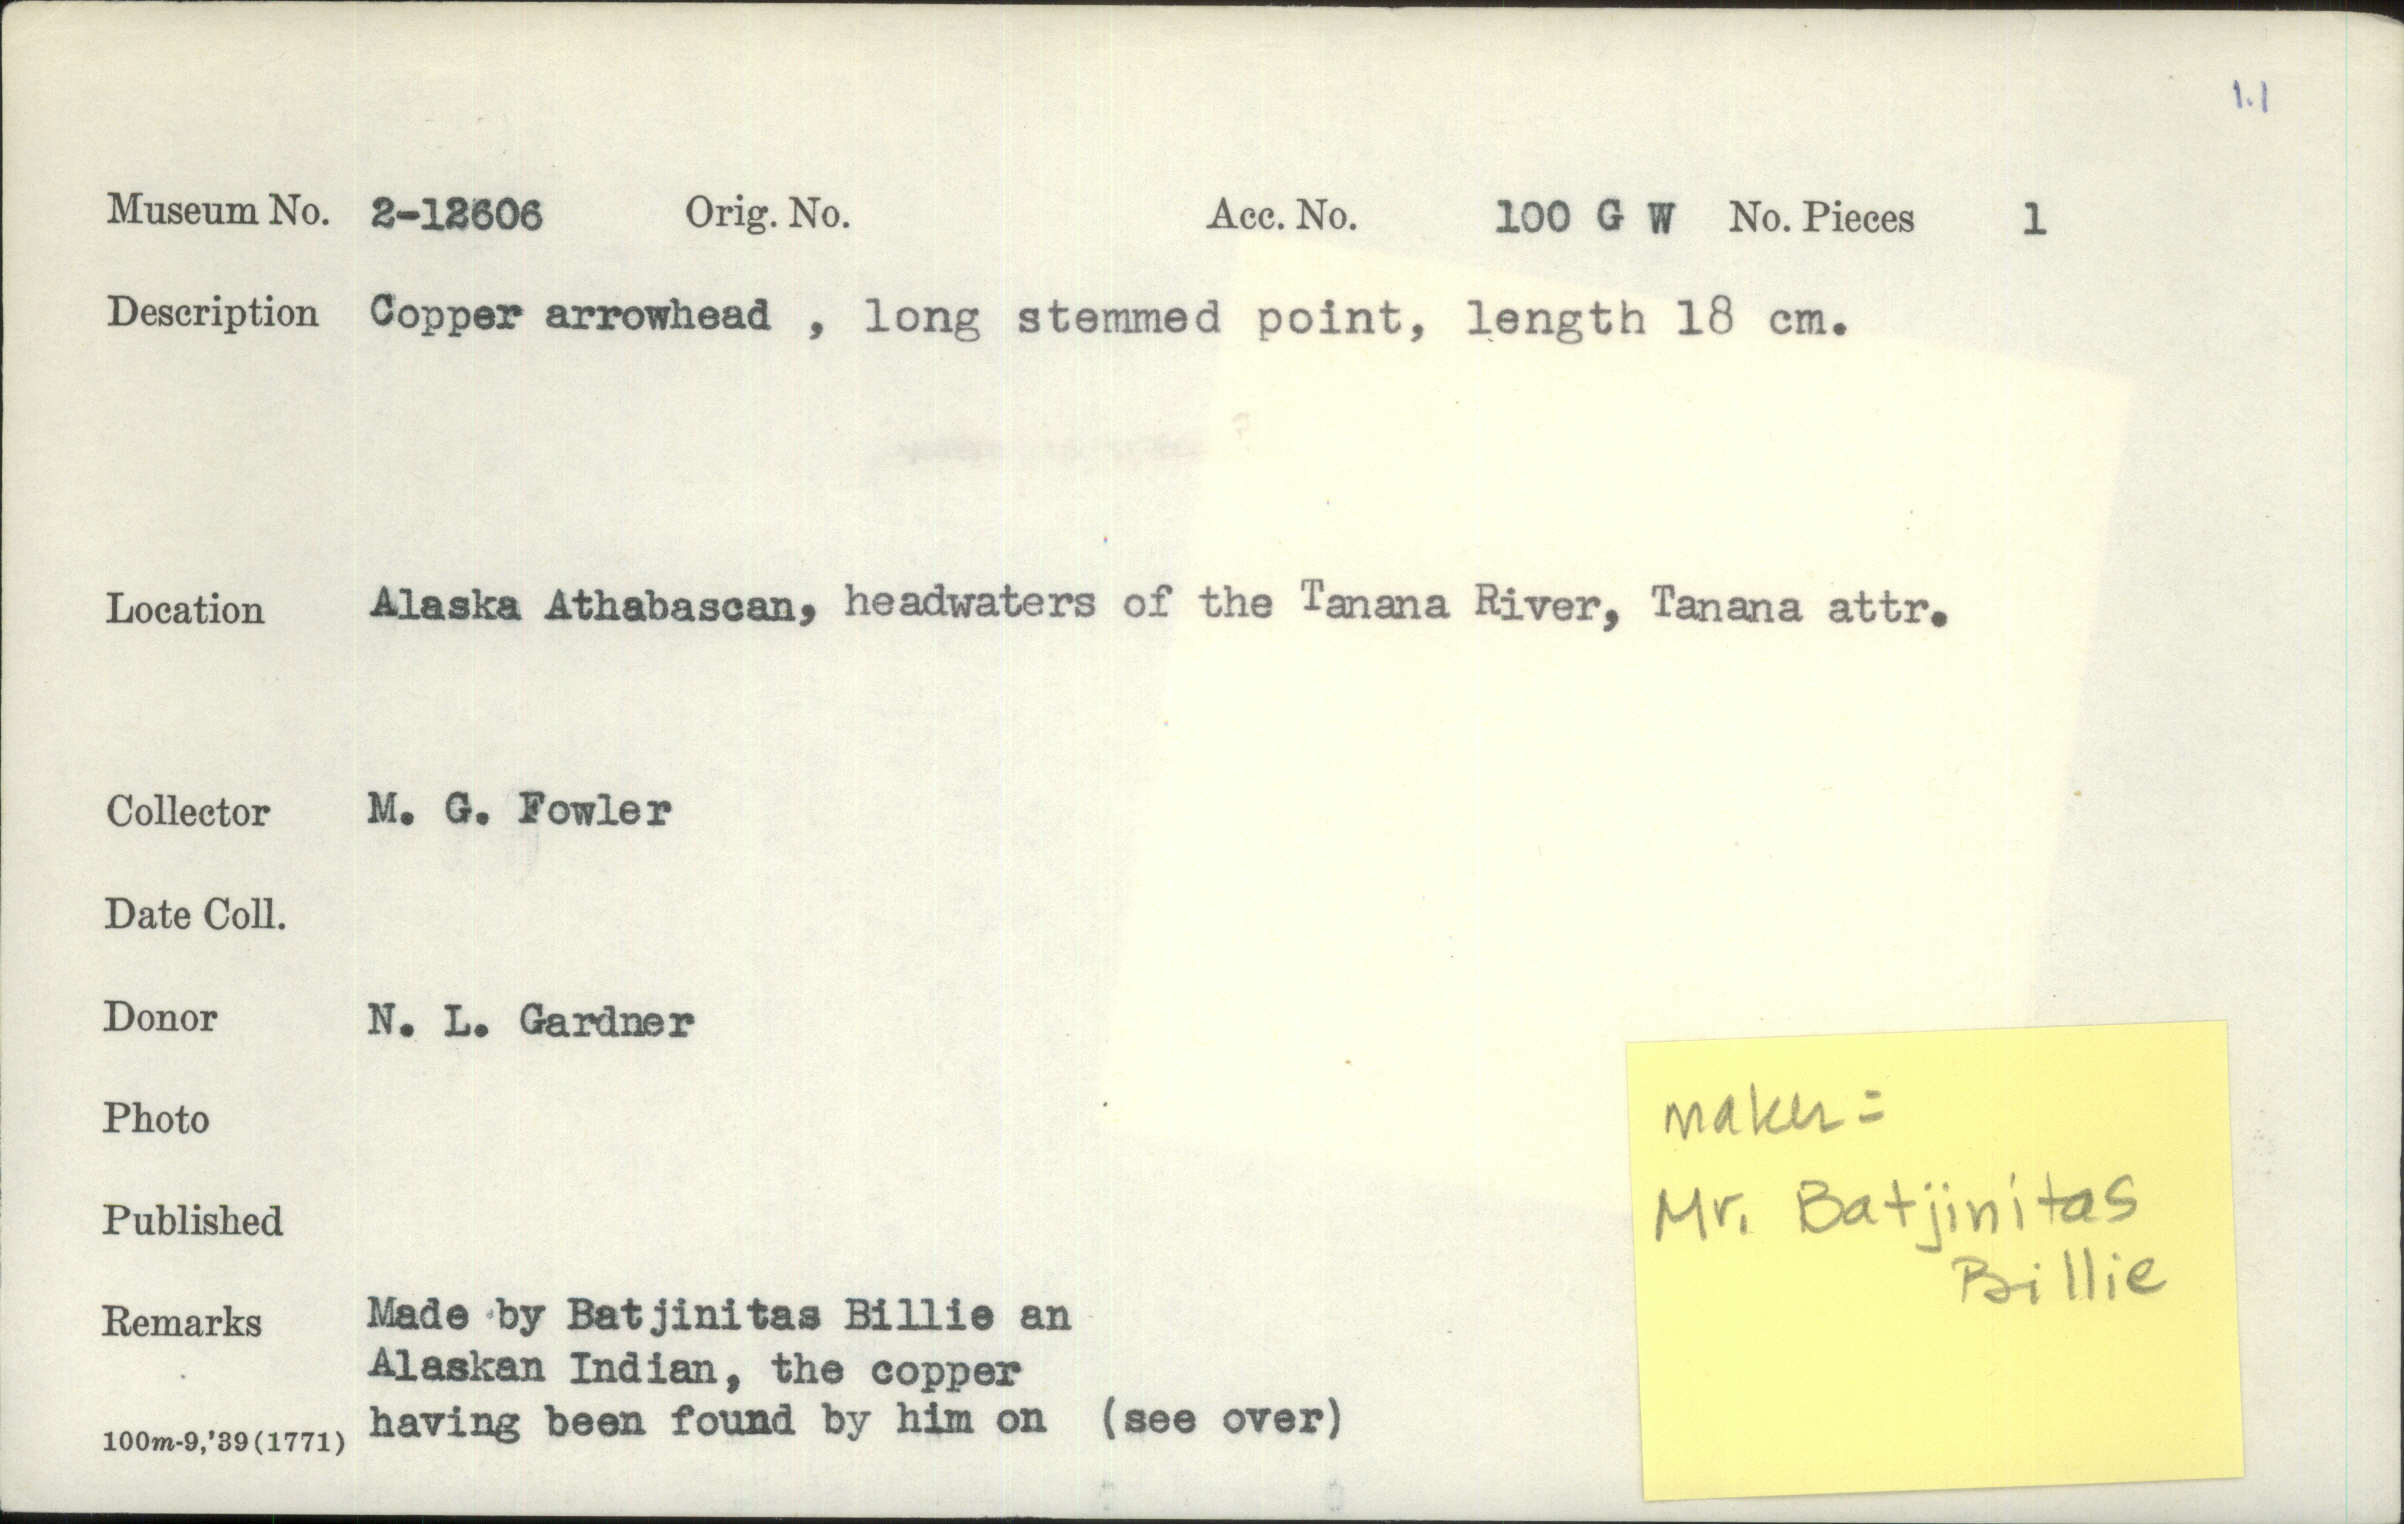 1.1
Museum No. 2-12606 Orig. No. Acc. No. 100 G W No. Pieces 1
Description Copper arrowhead , long stemmed point, length 18 cm.
Location Alaska Athabascan, headwaters of the Tanana River, Tanana attr.
Collector M. G. Fowler
Date Coll.
Donor N. L. Gardner
Photo
Published
Remarks Made by Batjinitas Billie an
Alaskan Indian, the copper
100m-9,'39(1771) having been found by him on (see over)
maker=
Mr. Batjinitas
Billie